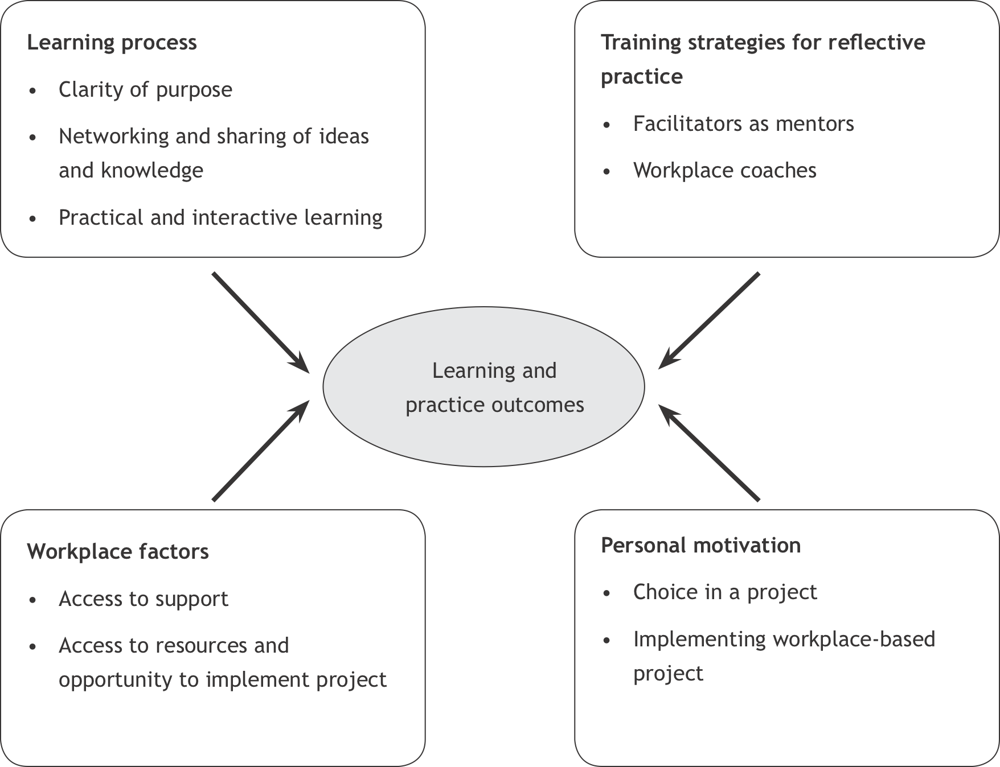 Learning process
• Clarity of purpose
• Networking and sharing of ideas
and knowledge
• Practical and interactive learning
Training strategies for reflective
practice
• Facilitators as mentors
• Workplace coaches
Learning and
practice outcomes
Workplace factors
• Access to support
• Access to resources and
opportunity to implement project
Personal motivation
• Choice in a project
• Implementing workplace-based
project